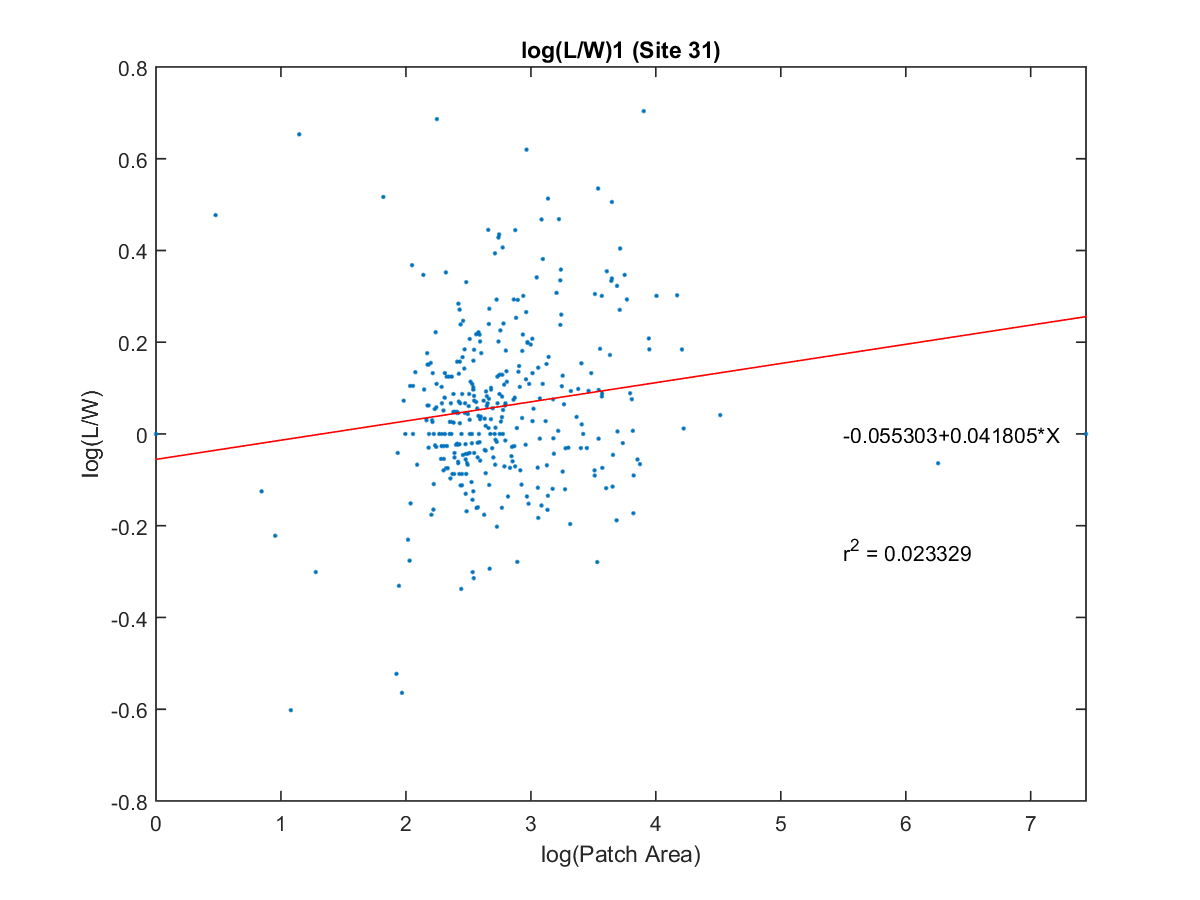 log(L/W)1 (Site 31)
0.8
0.6
0.4
0.2
0
-0.2
-0.4
-0.6
-0.8
log(L/W)
-0.055303+0.041805*X
r² = 0.023329
0 1 2 3 4 5 6 7
log(Patch Area)